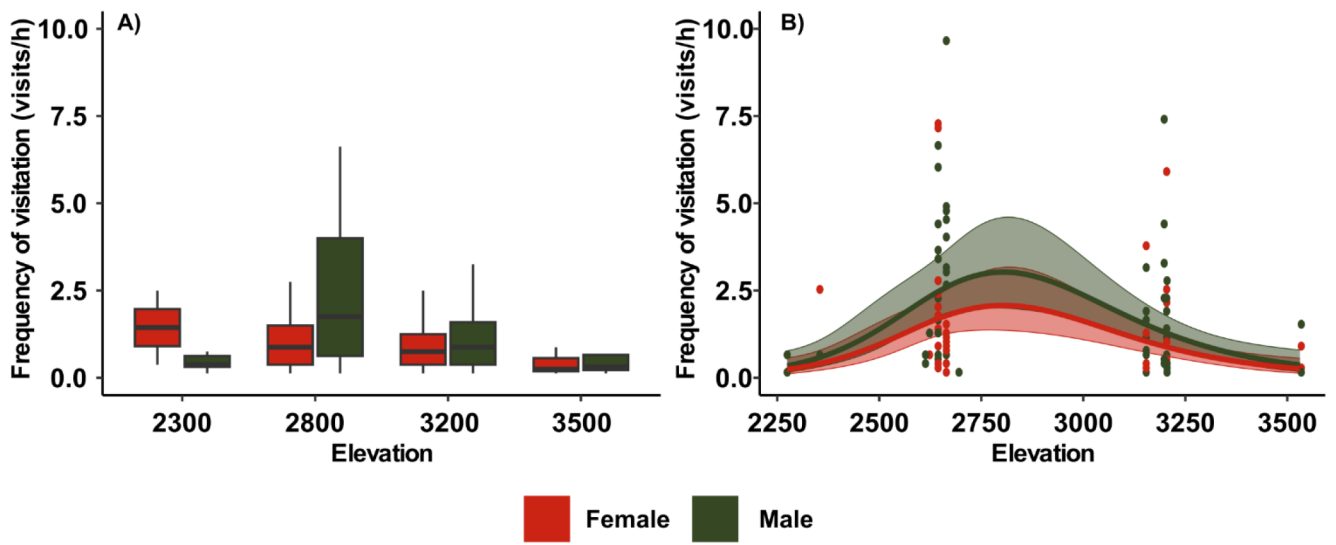 A)
Frequency of visitation (visits/h)
10.0
7.5
5.0
2.5
0.0
2300 2800 3200 3500
Elevation
B)
Frequency of visitation (visits/h)
10.0
7.5
5.0
2.5
0.0
2250 2500 2750 3000 3250 3500
Elevation
Female Male